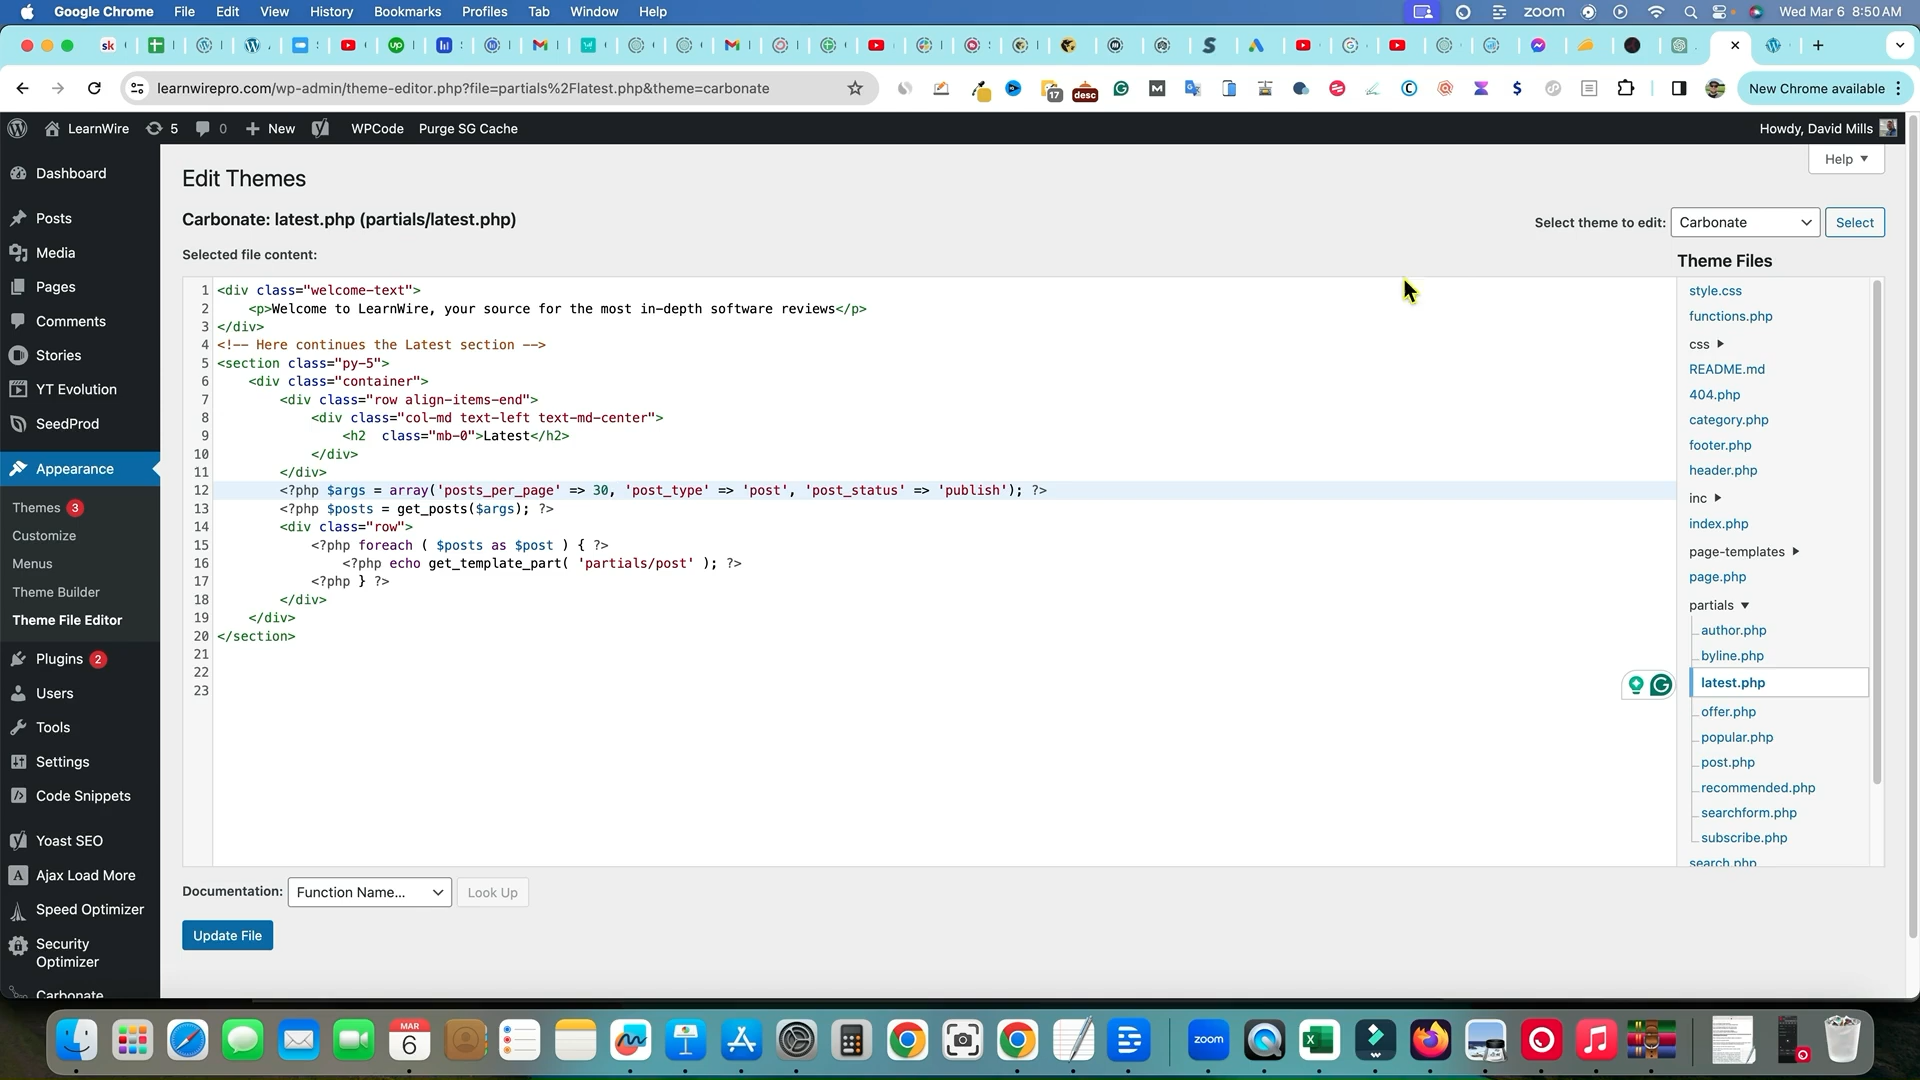 Google Chrome File Edit View History Bookmarks Profiles Tab Window Help zoom Wed Mar 6 8:50 AM
learnwirepro.com/wp-admin/theme-editor.php?file=partials%2Flatest.php&theme=carbonate 17 desc New Chrome available
LearnWire 5 0 New WPCode Purge SG Cache Howdy, David Mills
Help
Dashboard
Posts
Media
Pages
Comments
Stories
YT Evolution
SeedProd
Appearance
Themes 3
Customize
Menus
Theme Builder
Theme File Editor
Plugins 2
Users
Tools
Settings
Code Snippets
Yoast SEO
Ajax Load More
Speed Optimizer
Security
Optimizer
Carbonate
Edit Themes
Carbonate: latest.php (partials/latest.php)
Select theme to edit: Carbonate Select
Selected file content:
1 <div class="welcome-text">
2 <p>Welcome to LearnWire, your source for the most in-depth software reviews</p>
3 </div>
4 <!-- Here continues the Latest section -->
5 <section class="py-5">
6 <div class="container">
7 <div class="row align-items-end">
8 <div class="col-md text-left text-md-center">
9 <h2  class="mb-0">Latest</h2>
10 </div>
11 </div>
12 <?php $args = array('posts_per_page' => 30, 'post_type' => 'post', 'post_status' => 'publish'); ?>
13 <?php $posts = get_posts($args); ?>
14 <div class="row">
15 <?php foreach ( $posts as $post ) { ?>
16 <?php echo get_template_part( 'partials/post' ); ?>
17 <?php } ?>
18 </div>
19 </div>
20 </section>
21
22
23
Theme Files
style.css
functions.php
css
README.md
404.php
category.php
footer.php
header.php
inc
index.php
page-templates
page.php
partials
author.php
byline.php
latest.php
offer.php
popular.php
post.php
recommended.php
searchform.php
subscribe.php
search.php
Documentation: Function Name... Look Up
Update File
MAR
6
zoom